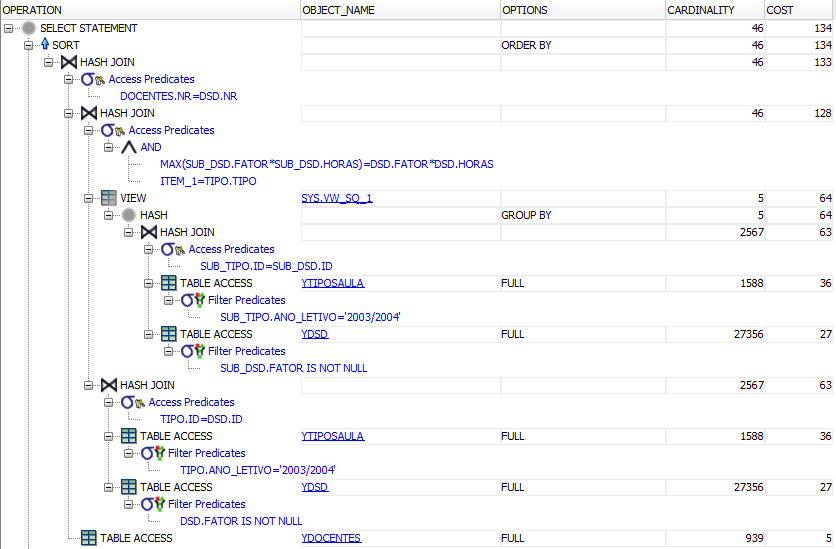 OPERATION OBJECT_NAME OPTIONS CARDINALITY COST
SELECT STATEMENT 46 134
SORT ORDER BY 46 134
HASH JOIN 46 133
Access Predicates
DOCENTES.NR=DSD.NR
HASH JOIN 46 128
Access Predicates
AND
MAX(SUB_DSD.FATOR*SUB_DSD.HORAS)=DSD.FATOR*DSD.HORAS
ITEM_1=TIPO.TIPO
VIEW SYS.VW_SQ_1 5 64
HASH GROUP BY 5 64
HASH JOIN 2567 63
Access Predicates
SUB_TIPO.ID=SUB_DSD.ID
TABLE ACCESS YTIPOSAULA FULL 1588 36
Filter Predicates
SUB_TIPO.ANO_LETIVO='2003/2004'
TABLE ACCESS YDSD FULL 27356 27
Filter Predicates
SUB_DSD.FATOR IS NOT NULL
HASH JOIN 2567 63
Access Predicates
TIPO.ID=DSD.ID
TABLE ACCESS YTIPOSAULA FULL 1588 36
Filter Predicates
TIPO.ANO_LETIVO='2003/2004'
TABLE ACCESS YDSD FULL 27356 27
Filter Predicates
DSD.FATOR IS NOT NULL
TABLE ACCESS YDOCENTES FULL 939 5